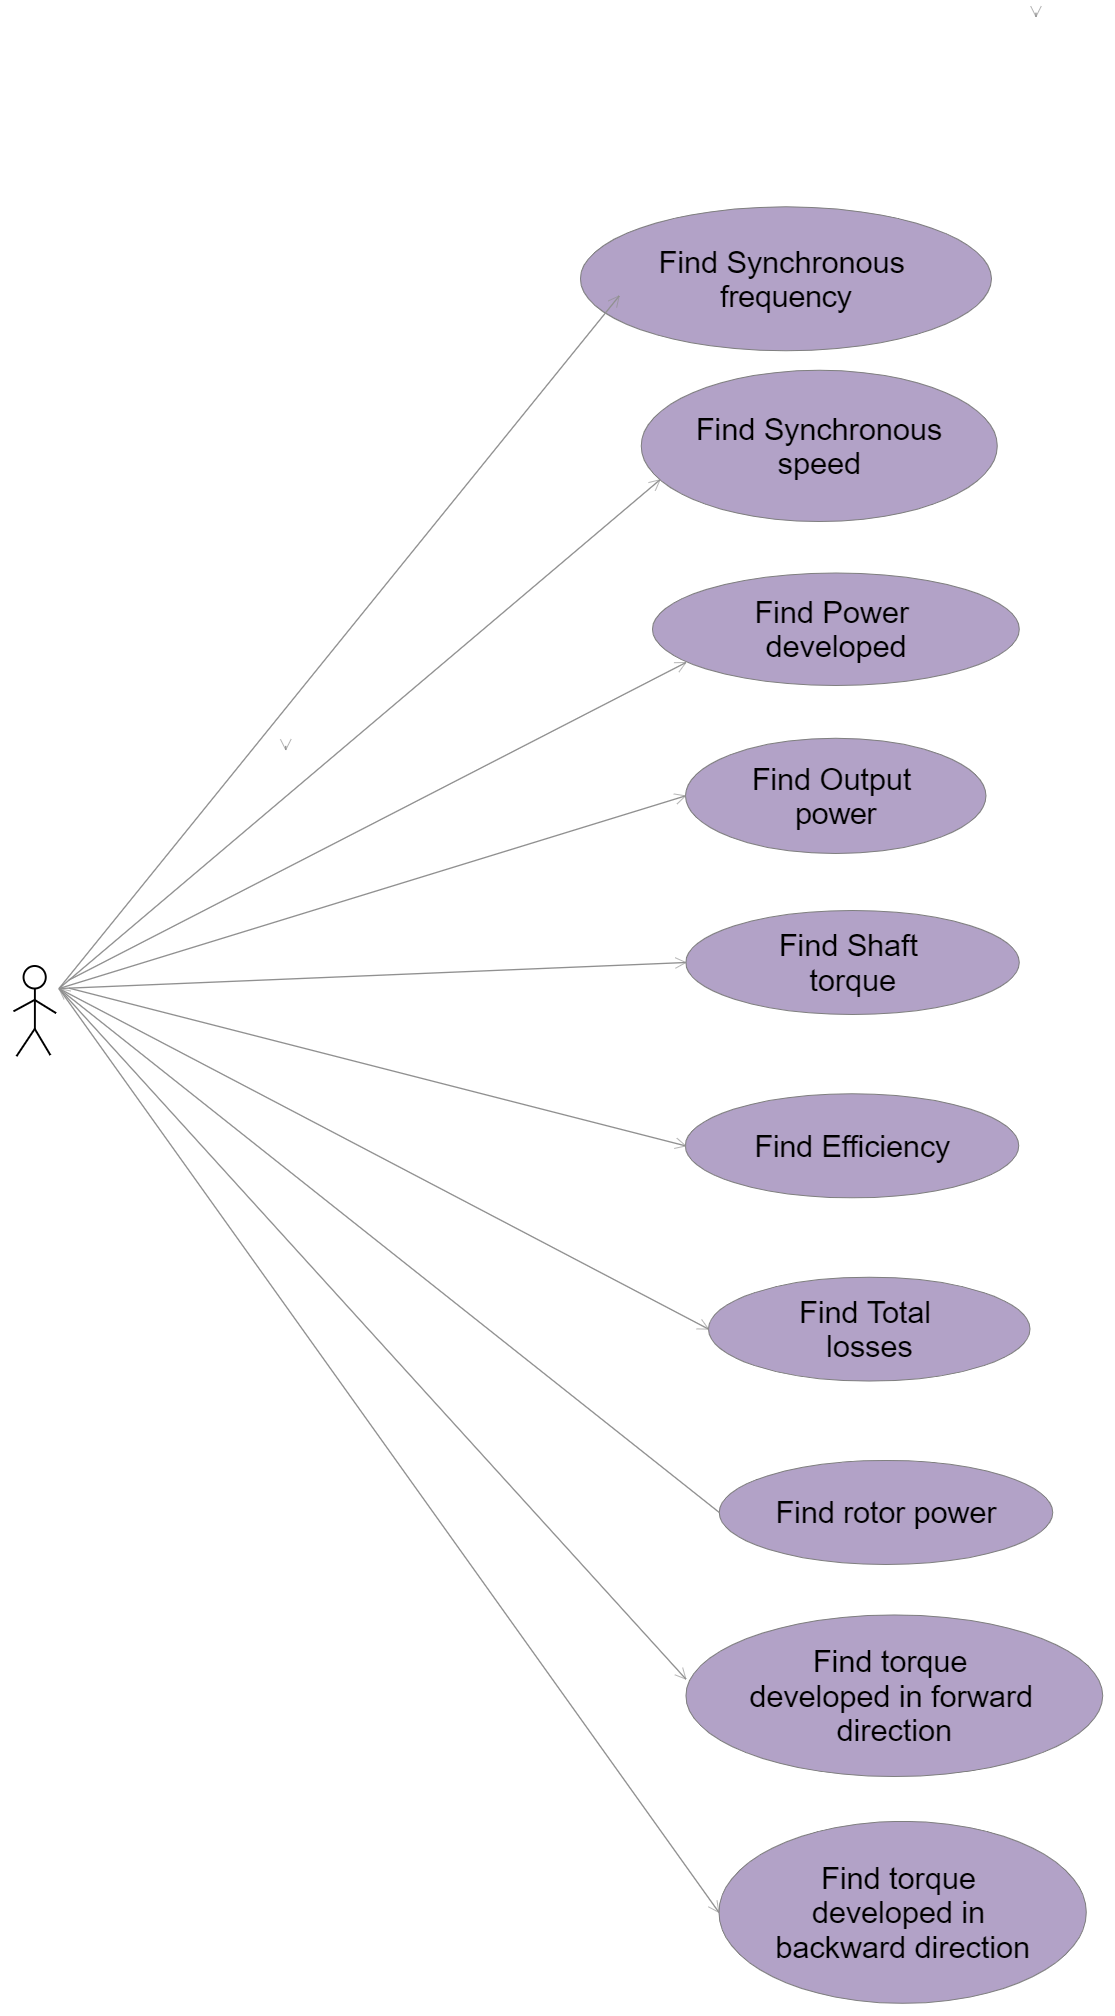 Find Synchronous
frequency
Find Synchronous
speed
Find Power
developed
Find Output
power
Find Shaft
torque
Find Efficiency
Find Total
losses
Find rotor power
Find torque
developed in forward
direction
Find torque
developed in
backward direction